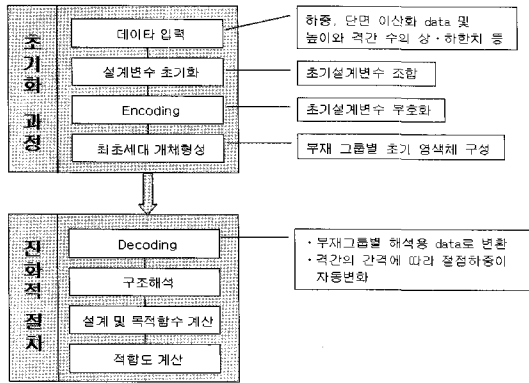 초기화 과정
데이타 입력
하중, 단면 이산화 data 및
높이와 격간 수의 상·하한치 등
설계변수 초기화
초기설계변수 조합
Encoding
초기설계변수 부호화
최초세대 개체형성
부재 그룹별 초기 염색체 구성
진화적 절차
Decoding
·부재그룹별 해석용 data로 변환
·격간의 간격에 따라 절점하중이
자동변화
구조해석
설계 및 목적함수 계산
적합도 계산